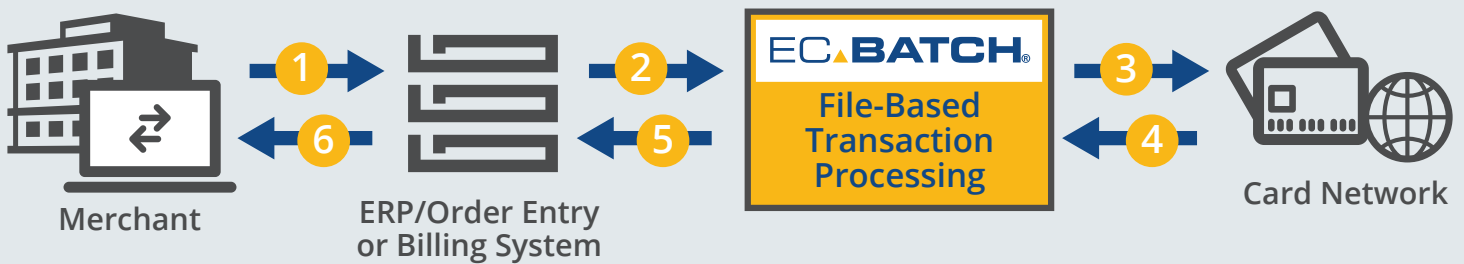 1
2
3
EC▲BATCH®
File-Based
Transaction
Processing
6
5
4
Merchant
ERP/Order Entry
or Billing System
Card Network